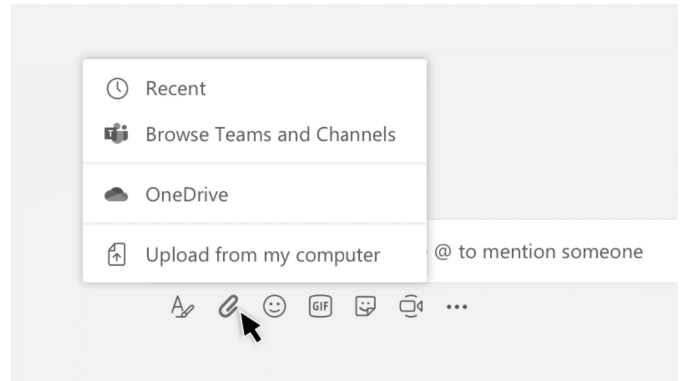 Recent
Browse Teams and Channels
OneDrive
Upload from my computer
@ to mention someone
GIF